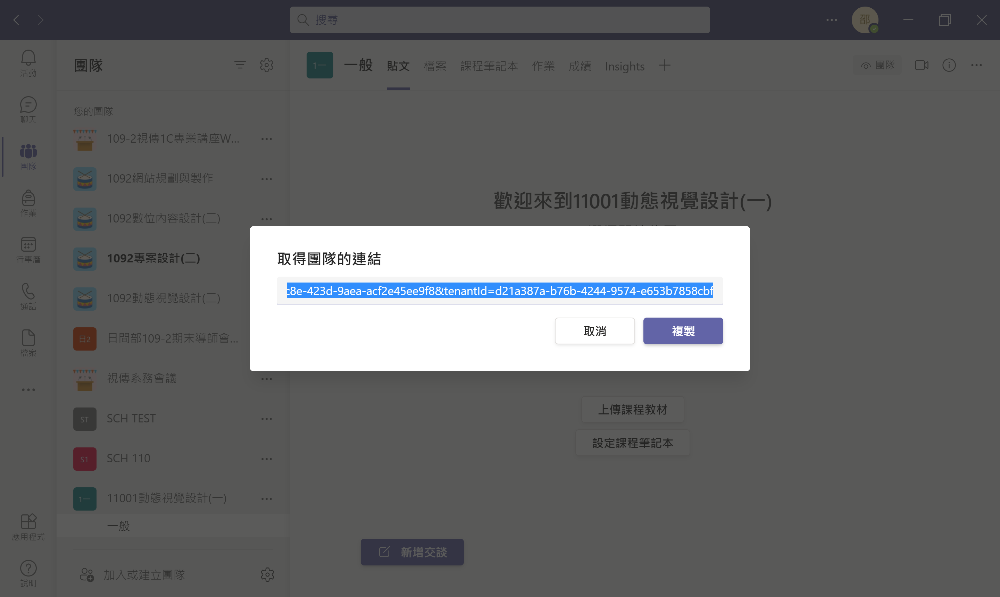 搜尋
邵
活動
聊天
團隊
作業
行事曆
通話
檔案
應用程式
說明
團隊
您的團隊
109-2視傳1C專業講座W...
1092網站規劃與製作
1092數位內容設計(二)
1092專案設計(二)
1092動態視覺設計(二)
日2
日間部109-2期末導師會...
視傳系務會議
ST
SCH TEST
S1
SCH 110
1一
11001動態視覺設計(一)
一般
加入或建立團隊
1一
一般 貼文 檔案 課程筆記本 作業 成績 Insights
團隊
歡迎來到11001動態視覺設計(一)
取得團隊的連結
c8e-423d-9aea-acf2e45ee9f8&tenantId=d21a387a-b76b-4244-9574-e653b7858cbf
取消
複製
上傳課程教材
設定課程筆記本
新增交談